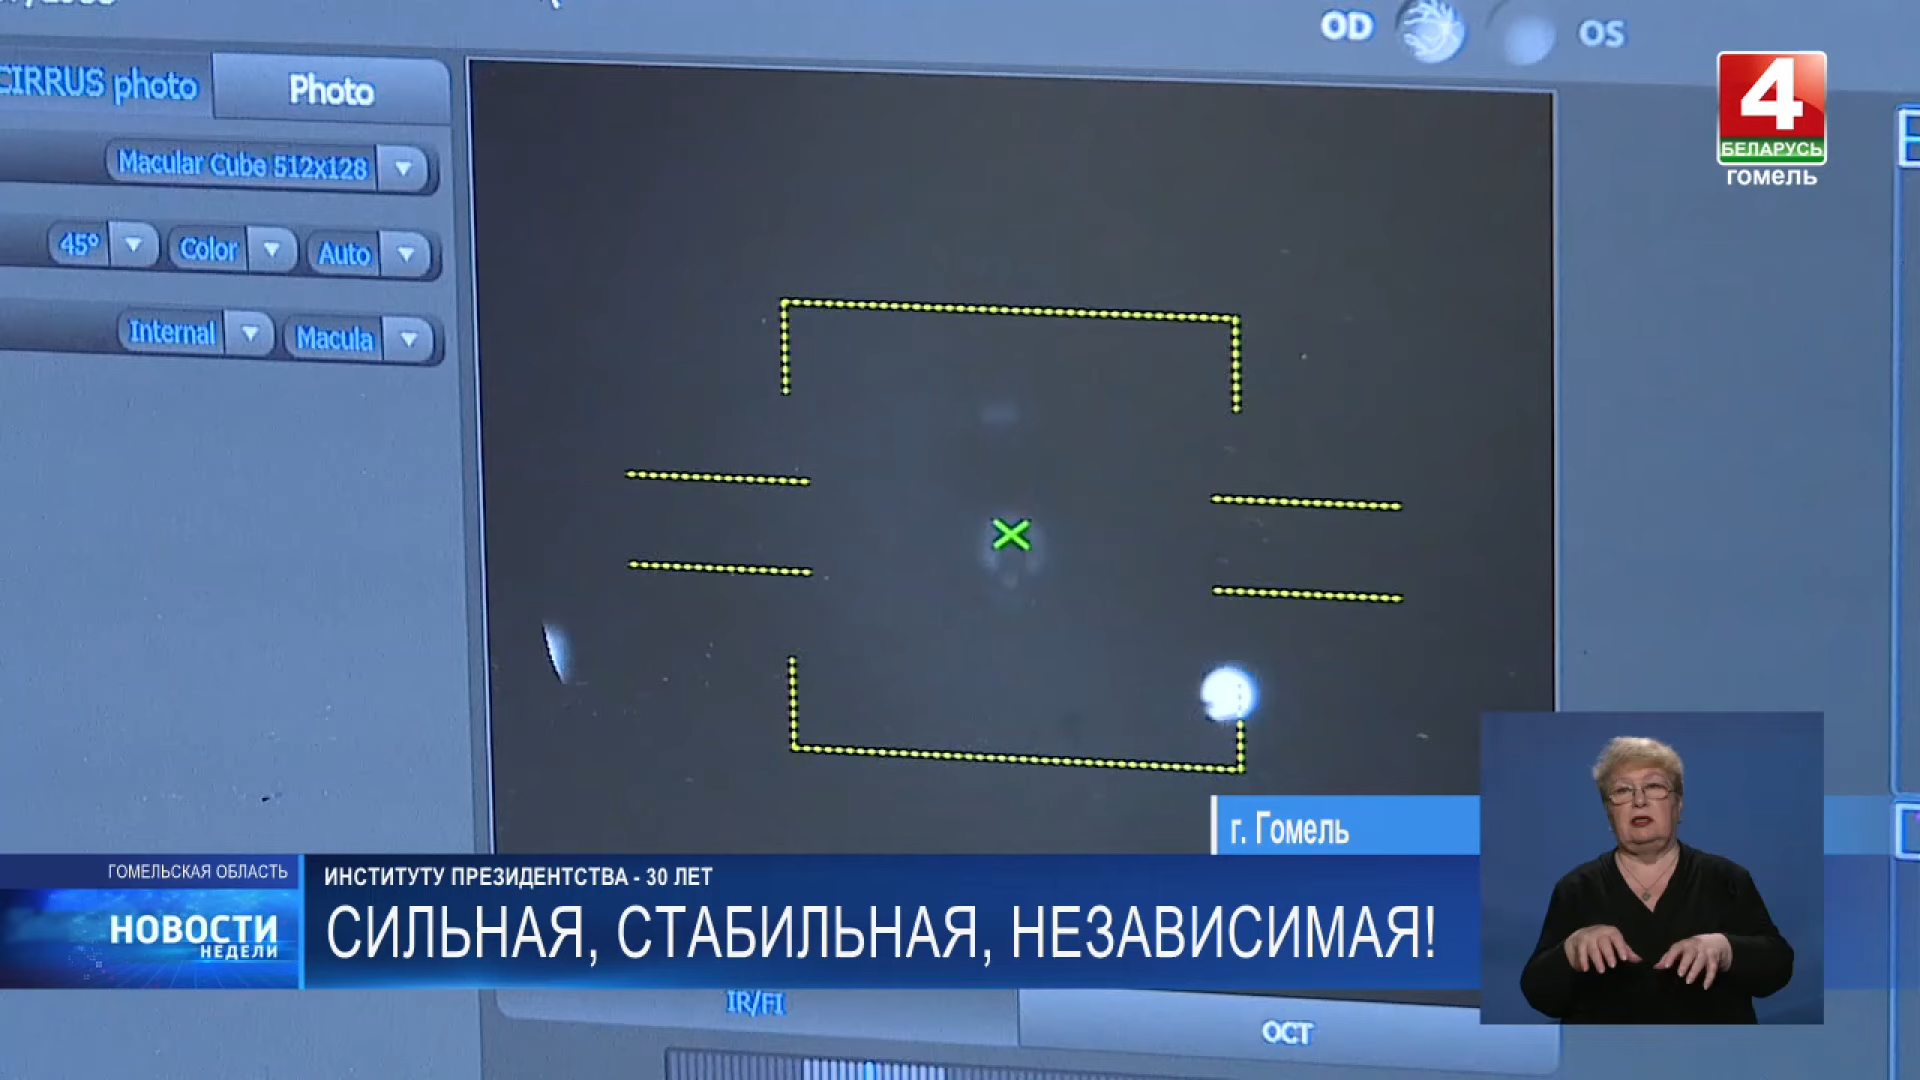 OD
OS
CIRRUS photo
Photo
Macular Cube 512x128
45°
Color
Auto
Internal
Macula
4
БЕЛАРУСЬ
гомель
г. Гомель
ГОМЕЛЬСКАЯ ОБЛАСТЬ
НОВОСТИ
НЕДЕЛИ
ИНСТИТУТУ ПРЕЗИДЕНТСТВА - 30 ЛЕТ
СИЛЬНАЯ, СТАБИЛЬНАЯ, НЕЗАВИСИМАЯ!
IR/FI
OCT